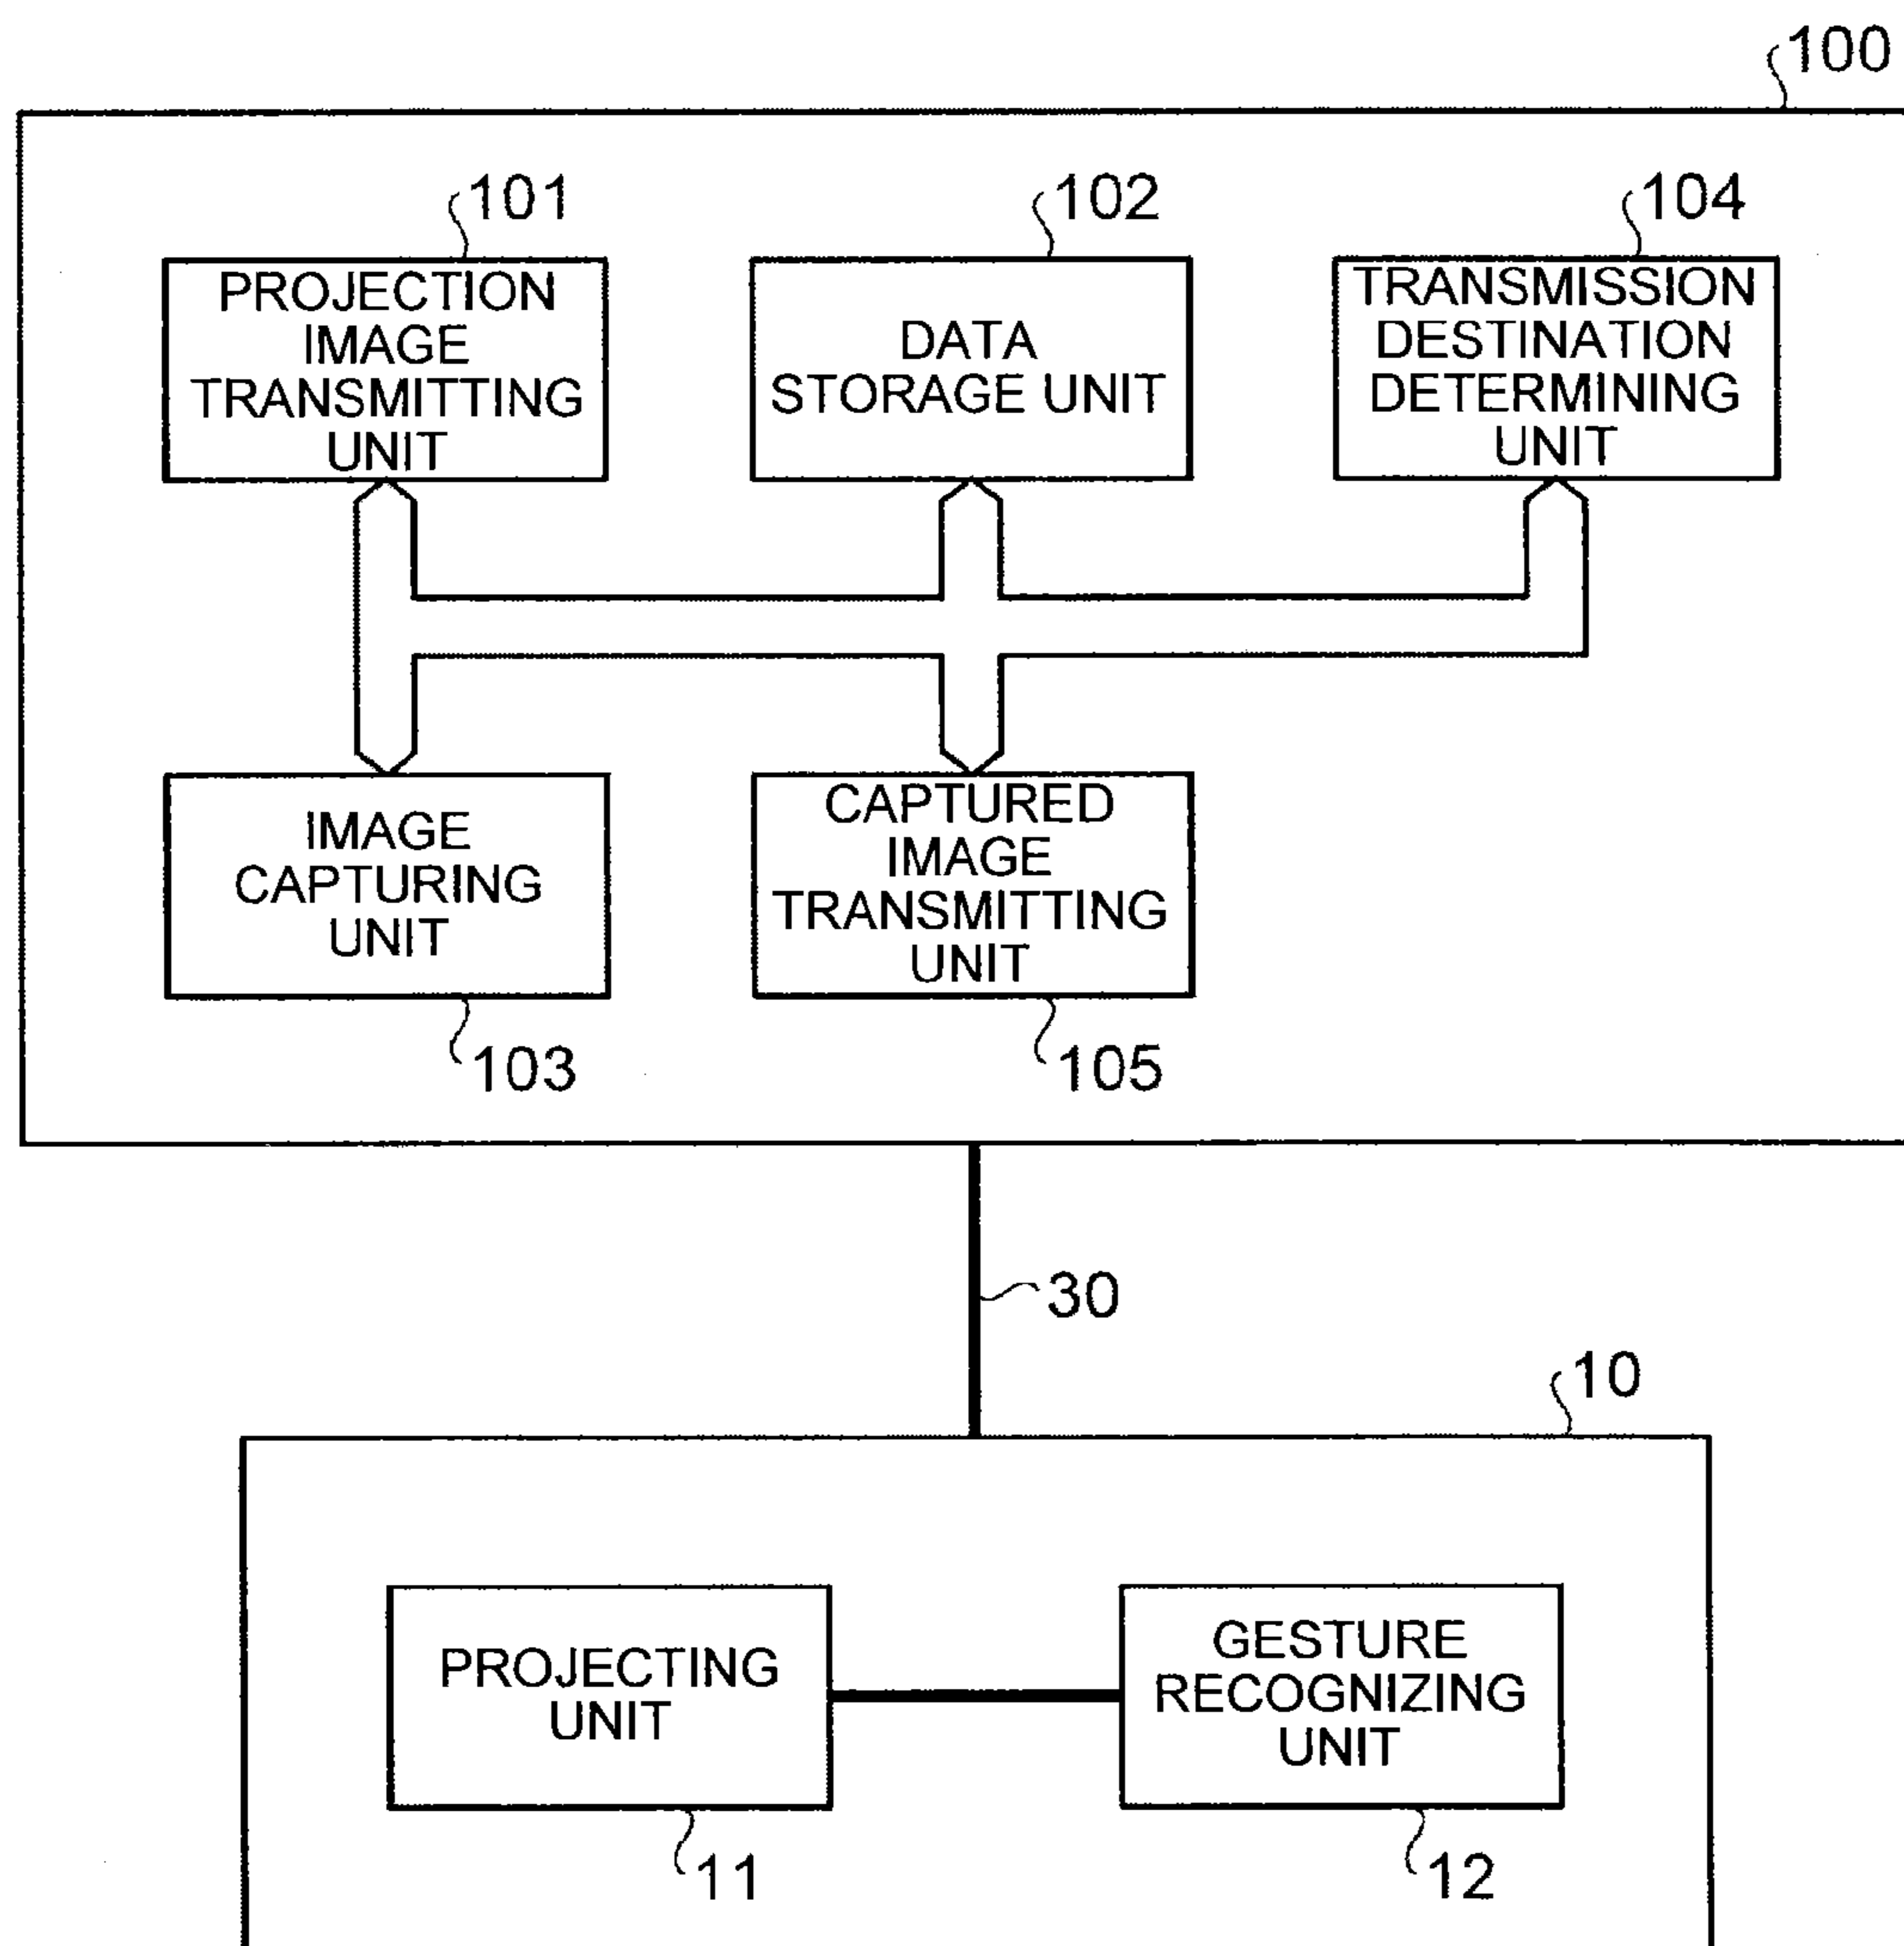 100
101
PROJECTION
IMAGE
TRANSMITTING
UNIT
102
DATA
STORAGE UNIT
104
TRANSMISSION
DESTINATION
DETERMINING
UNIT
IMAGE
CAPTURING
UNIT
103
CAPTURED
IMAGE
TRANSMITTING
UNIT
105
30
10
PROJECTING
UNIT
11
GESTURE
RECOGNIZING
UNIT
12